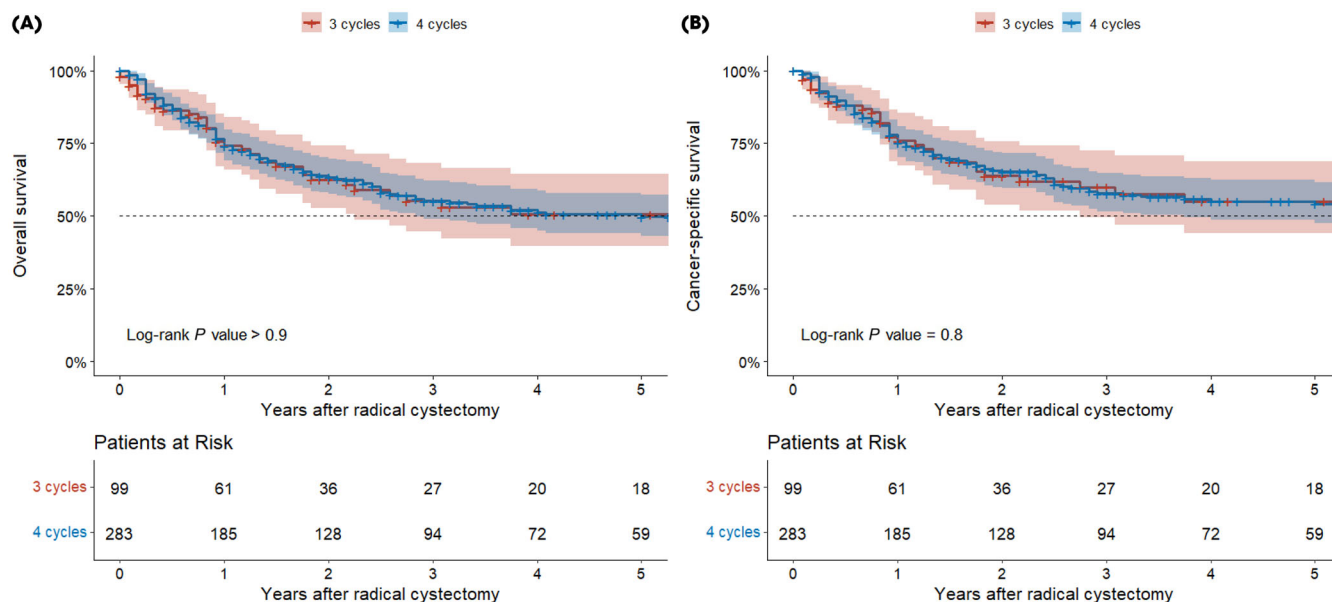 (A)
3 cycles 4 cycles
100%
75%
50%
25%
0%
Overall survival
Log-rank P value > 0.9
0 1 2 3 4 5
Years after radical cystectomy
Patients at Risk
3 cycles 99 61 36 27 20 18
4 cycles 283 185 128 94 72 59
0 1 2 3 4 5
Years after radical cystectomy
(B)
3 cycles 4 cycles
100%
75%
50%
25%
0%
Cancer-specific survival
Log-rank P value = 0.8
0 1 2 3 4 5
Years after radical cystectomy
Patients at Risk
3 cycles 99 61 36 27 20 18
4 cycles 283 185 128 94 72 59
0 1 2 3 4 5
Years after radical cystectomy